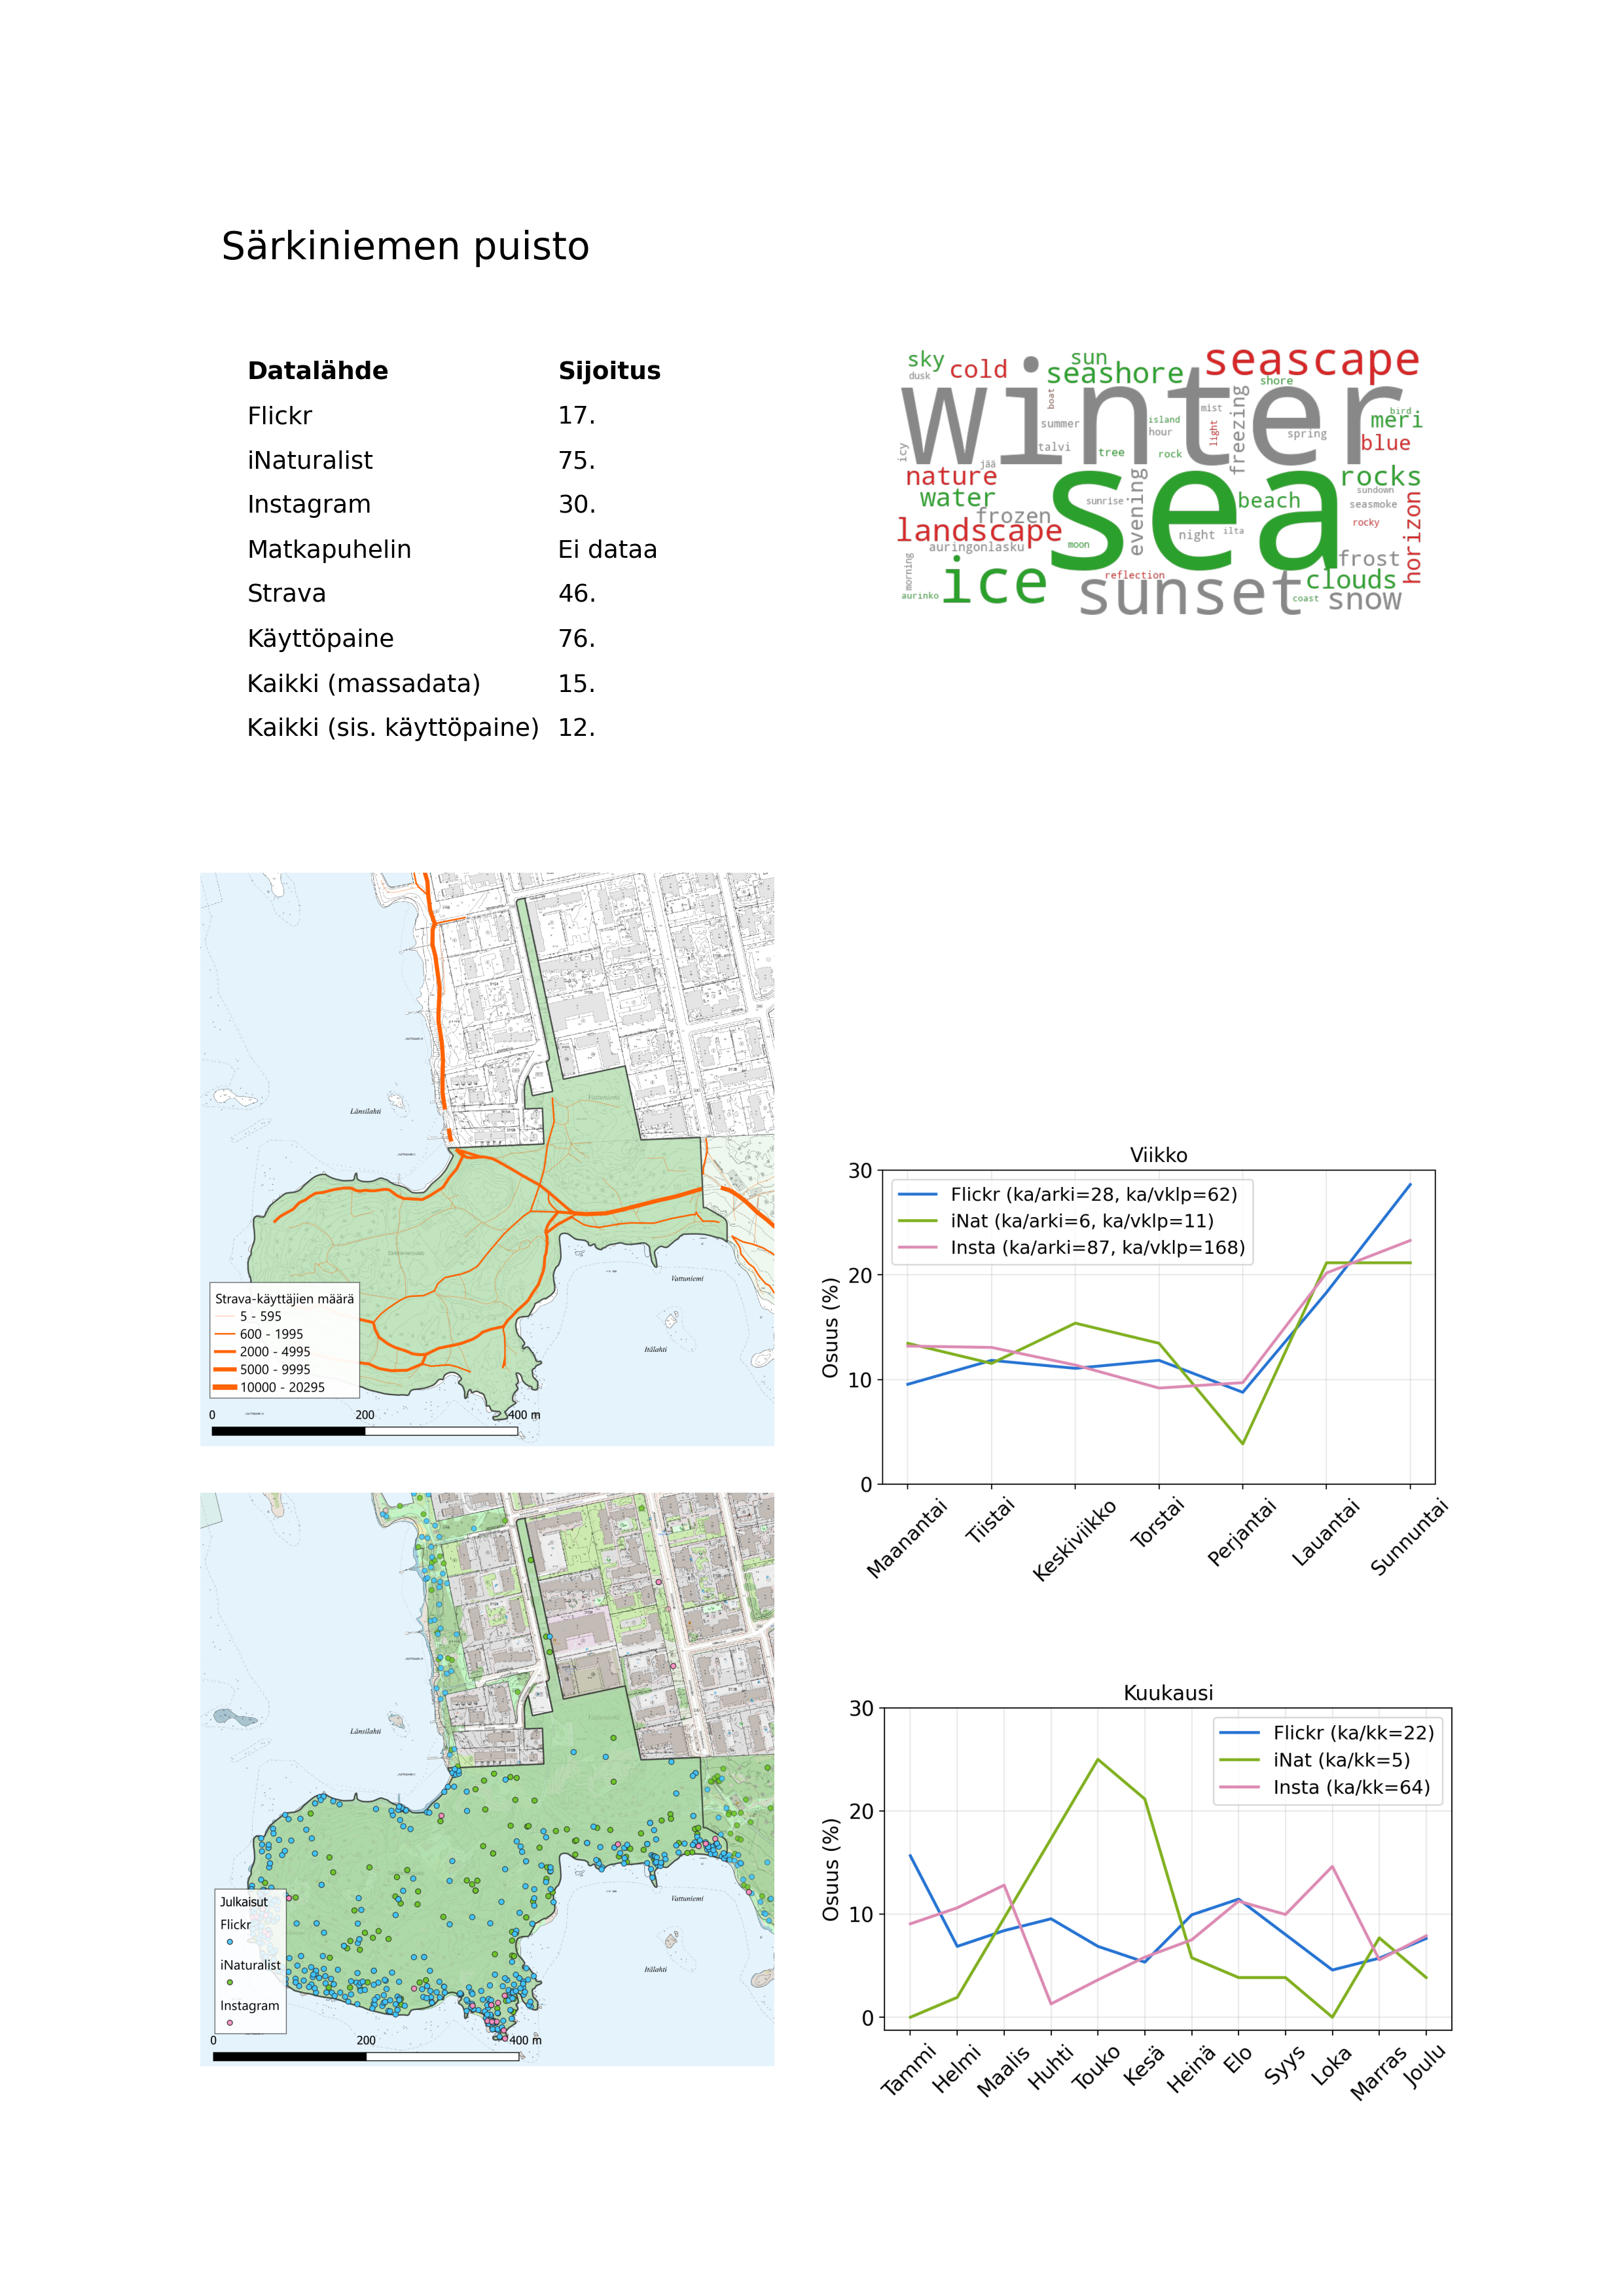 Särkiniemen puisto
Datalähde Sijoitus
Flickr 17.
iNaturalist 75.
Instagram 30.
Matkapuhelin Ei dataa
Strava 46.
Käyttöpaine 76.
Kaikki (massadata) 15.
Kaikki (sis. käyttöpaine) 12.
sky
dusk
cold
sun
seashore
seascape
shore
winter
boat
summer
talvi
icy
jää
island
hour
mist
light
tree
rock
freezing
spring
bird
meri
blue
nature
water
frozen
landscape
auringonlasku
morning
aurinko
ice
sea
sunrise
evening
moon
reflection
night
ilta
beach
rocks
sundown
seasmoke
rocky
horizon
frost
clouds
coast
snow
sunset
Länsilahti
Vattuniemi
Vattuniemi
Itälahti
Strava-käyttäjien määrä
5 - 595
600 - 1995
2000 - 4995
5000 - 9995
10000 - 20295
0 200 400 m
Viikko
Osuus (%)
30
20
10
0
Flickr (ka/arki=28, ka/vklp=62)
iNat (ka/arki=6, ka/vklp=11)
Insta (ka/arki=87, ka/vklp=168)
Maanantai Tiistai Keskiviikko Torstai Perjantai Lauantai Sunnuntai
Länsilahti
Vattuniemi
Vattuniemi
Itälahti
Julkaisut
Flickr
iNaturalist
Instagram
0 200 400 m
Kuukausi
Osuus (%)
30
20
10
0
Flickr (ka/kk=22)
iNat (ka/kk=5)
Insta (ka/kk=64)
Tammi Helmi Maalis Huhti Touko Kesä Heinä Elo Syys Loka Marras Joulu